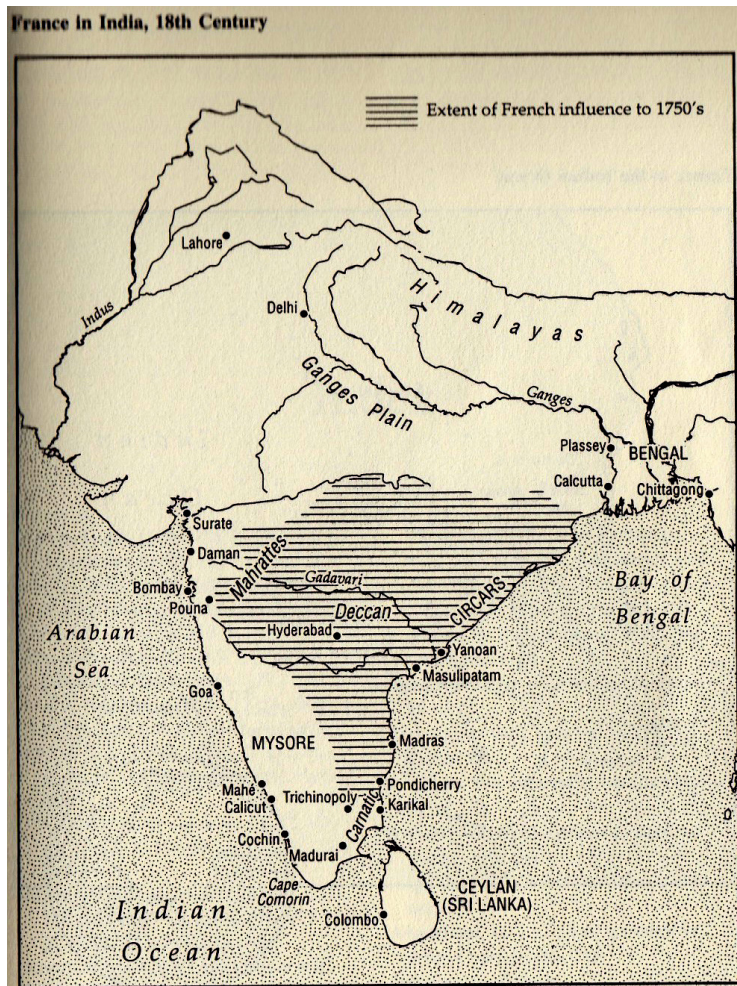 France in India, 18th Century
Extent of French influence to 1750's
Lahore
Indus
Delhi
Himalayas
Ganges Plain
Ganges
Plassey
BENGAL
Calcutta
Chittagong
Surate
Daman
Mahrattes
Bombay
Gadavari
Pouna
Deccan
CIRCARS
Hyderabad
Bay of
Bengal
Arabian
Sea
Yanoan
Masulipatam
Goa
MYSORE
Madras
Mahé
Calicut
Trichinopoly
Pondicherry
Karikal
Carnatic
Cochin
Madurai
Cape
Comorin
CEYLAN
(SRI LANKA)
Colombo
Indian
Ocean